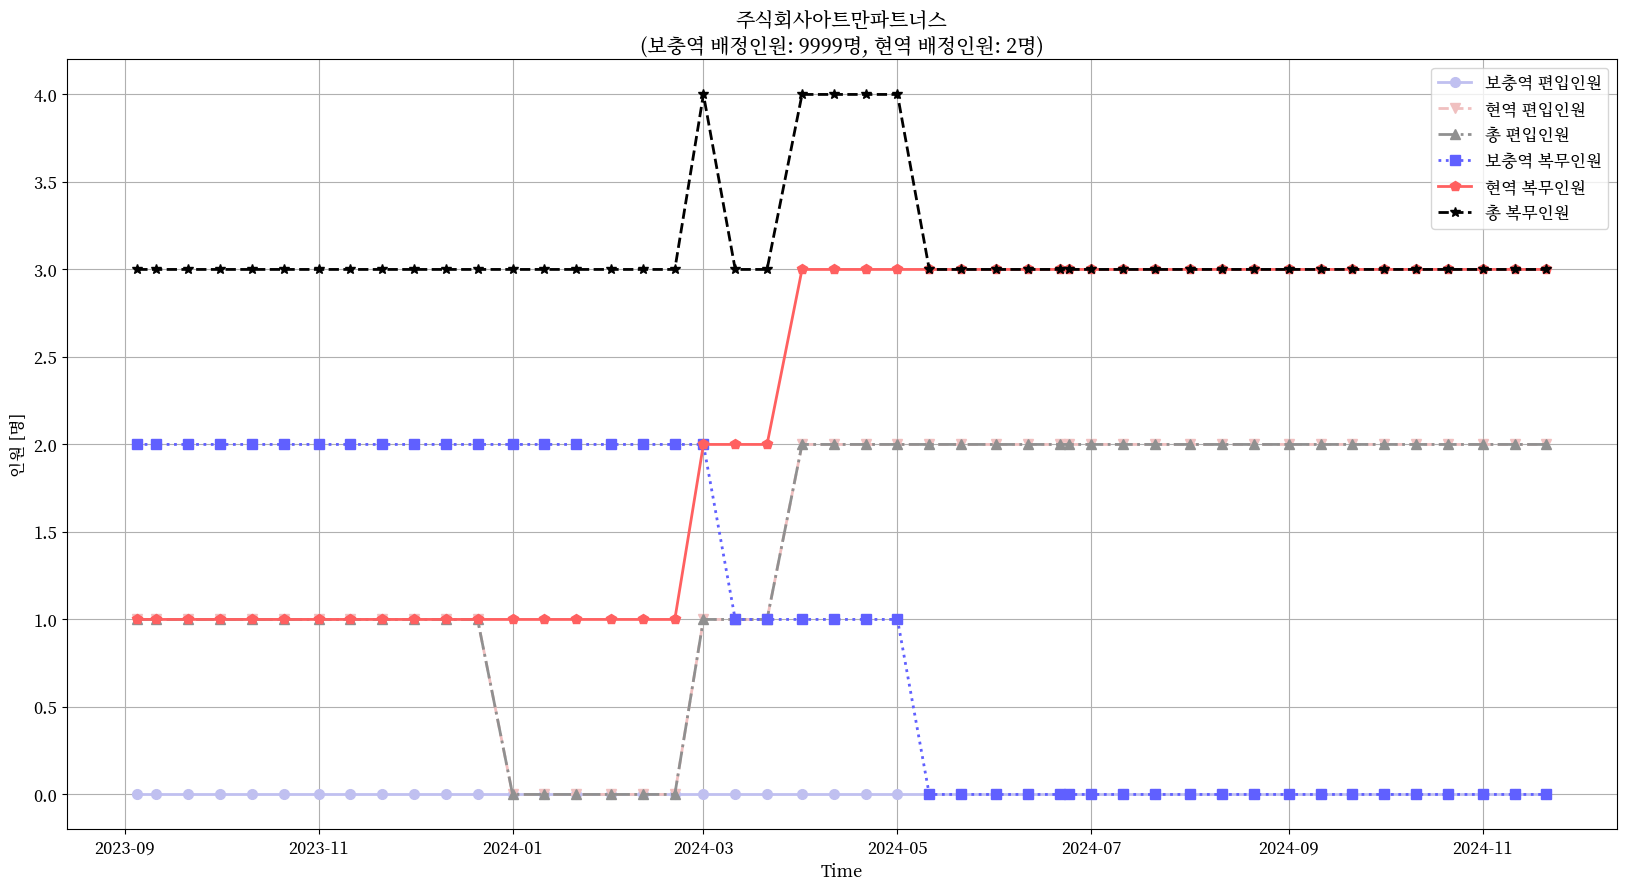 주식회사아트만파트너스
(보충역 배정인원: 9999명, 현역 배정인원: 2명)
보충역 편입인원
현역 편입인원
총 편입인원
보충역 복무인원
현역 복무인원
총 복무인원
4.0
3.5
3.0
2.5
2.0
1.5
1.0
0.5
0.0
인원 [명]
2023-09
2023-11
2024-01
2024-03
2024-05
2024-07
2024-09
2024-11
Time